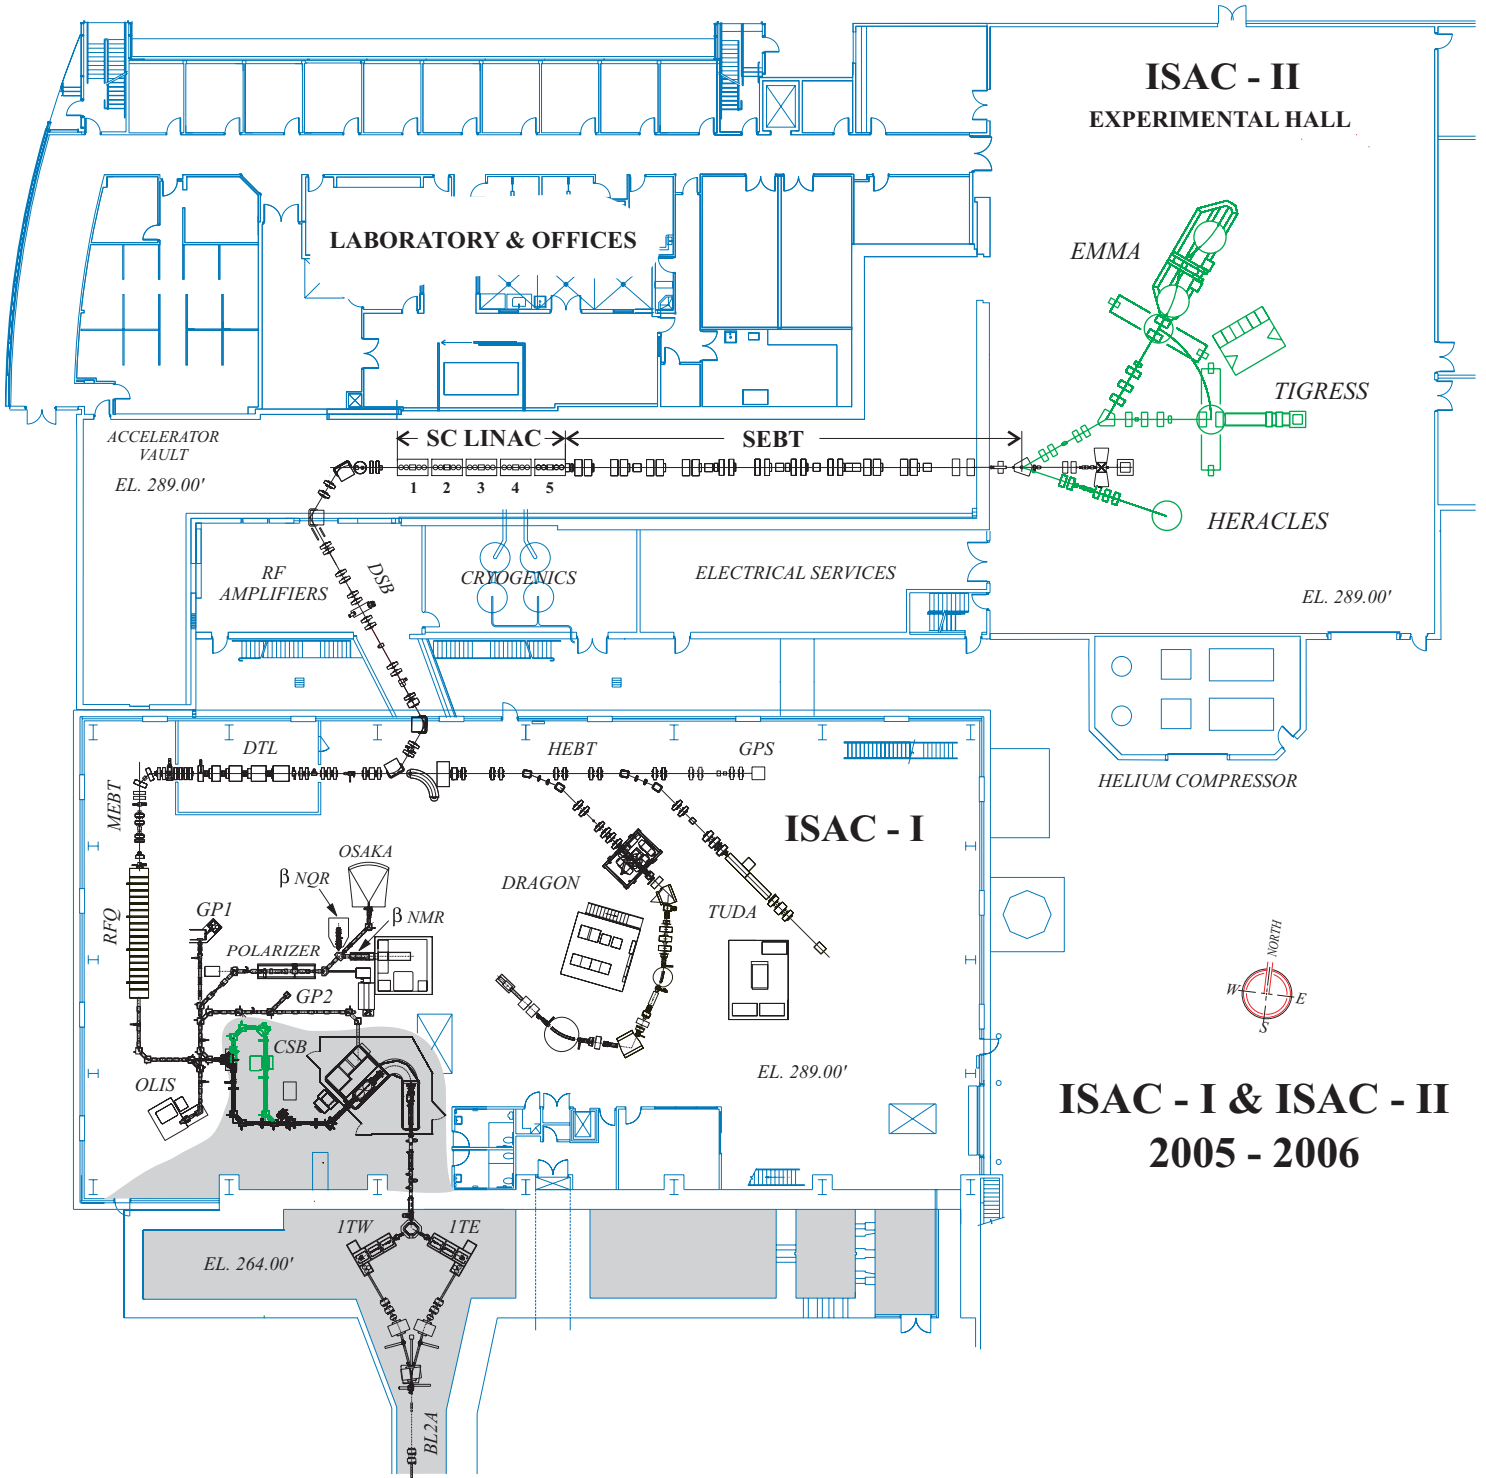 ISAC - II
EXPERIMENTAL HALL
LABORATORY & OFFICES
EMMA
TIGRESS
ACCELERATOR
VAULT
EL. 289.00'
SC LINAC
SEBT
1 2 3 4 5
HERACLES
RF
AMPLIFIERS
DSB
CRYOGENICS
ELECTRICAL SERVICES
EL. 289.00'
DTL
HEBT
GPS
HELIUM COMPRESSOR
MEBT
ISAC - I
OSAKA
β NQR
DRAGON
RFQ
GP1
β NMR
TUDA
POLARIZER
NORTH
GP2
W
E
S
CSB
OLIS
EL. 289.00'
ISAC - I & ISAC - II
2005 - 2006
1TW
1TE
EL. 264.00'
BL2A